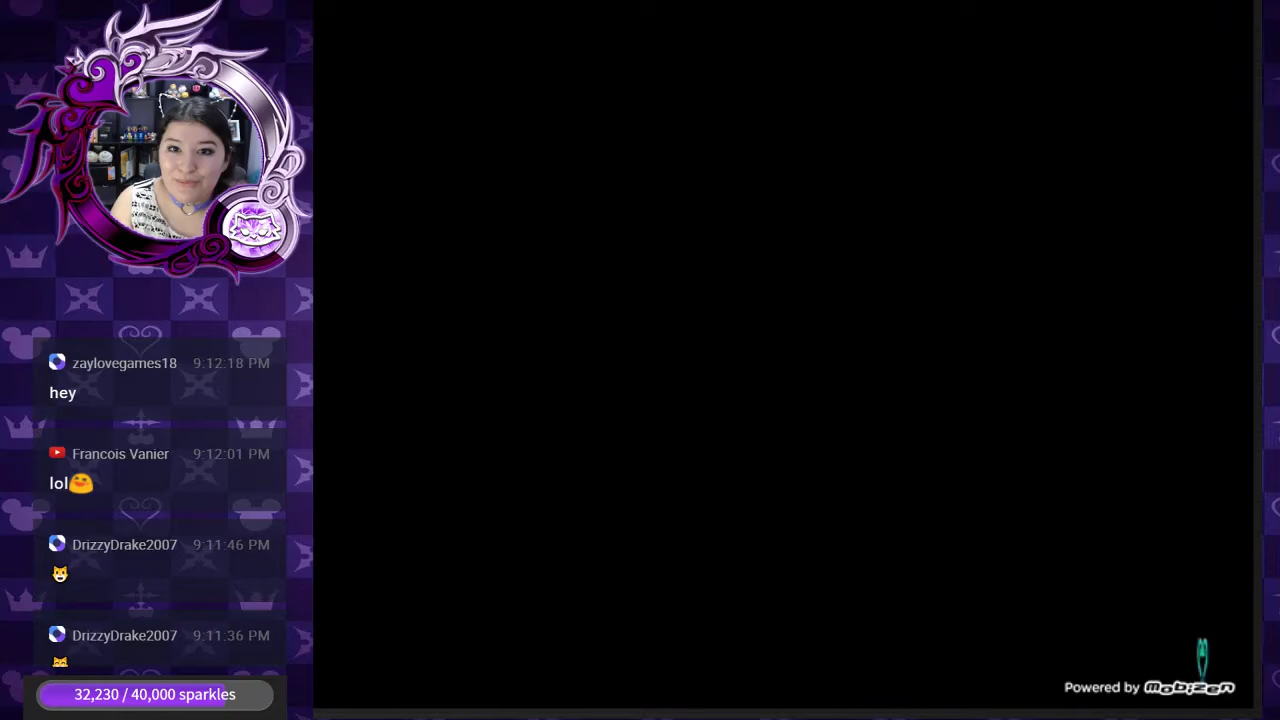 zaylovegames18 9:12:18 PM
hey
Francois Vanier 9:12:01 PM
lol
DrizzyDrake2007 9:11:46 PM
DrizzyDrake2007 9:11:36 PM
32,230 / 40,000 sparkles
Powered by Mobizen